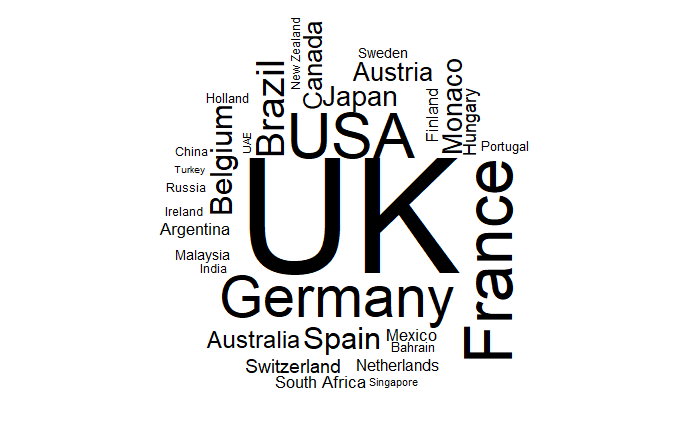 New Zealand
Canada
Sweden
Austria
Brazil
Japan
Monaco
Holland
Finland
Hungary
UAE
USA
Belgium
Portugal
China
Turkey
Russia
UK
France
Ireland
Argentina
Malaysia
India
Germany
Australia
Spain
Mexico
Bahrain
Switzerland
Netherlands
South Africa
Singapore